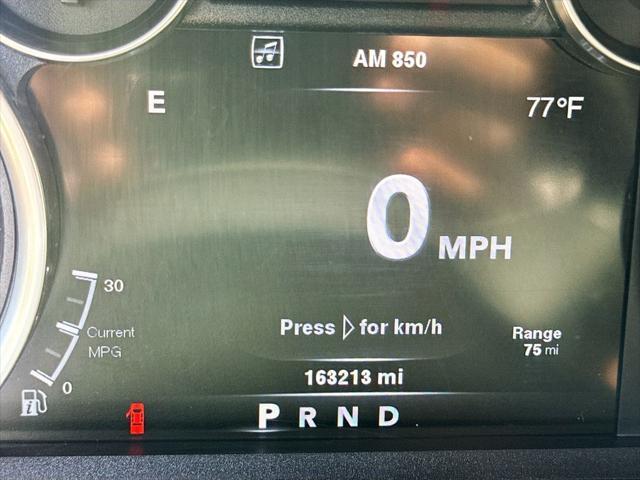 AM 850
E
77°F
0 MPH
30
Current
MPG
0
Press ▷ for km/h
Range
75 mi
163213 mi
P R N D